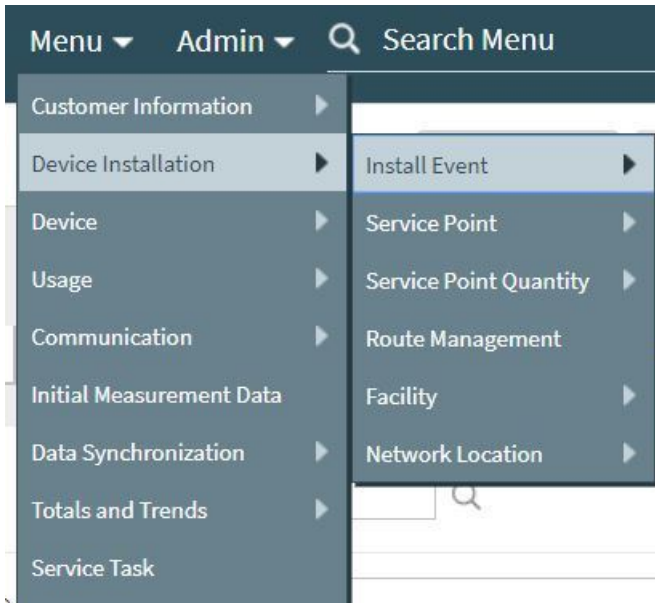 Menu Admin Search Menu
Customer Information
Device Installation
Device
Usage
Communication
Initial Measurement Data
Data Synchronization
Totals and Trends
Service Task
Install Event
Service Point
Service Point Quantity
Route Management
Facility
Network Location